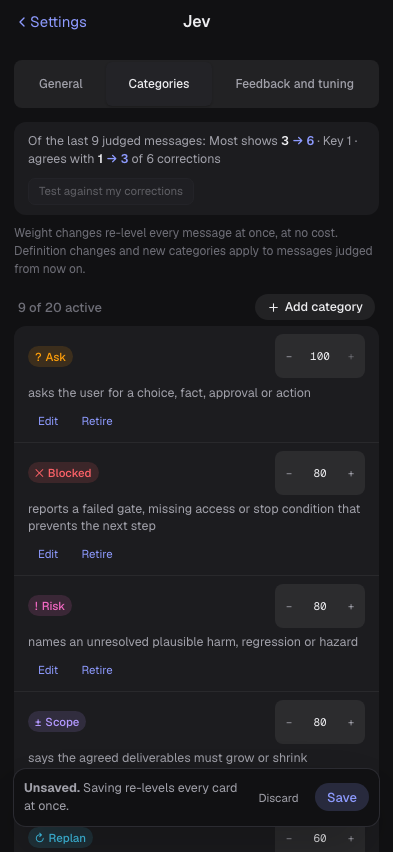 Settings
Jev
General
Categories
Feedback and tuning
Of the last 9 judged messages: Most shows 3 → 6 · Key 1 ·
agrees with 1 → 3 of 6 corrections
Test against my corrections
Weight changes re-level every message at once, at no cost.
Definition changes and new categories apply to messages judged
from now on.
9 of 20 active
+ Add category
? Ask
− 100 +
asks the user for a choice, fact, approval or action
Edit Retire
× Blocked
− 80 +
reports a failed gate, missing access or stop condition that
prevents the next step
Edit Retire
! Risk
− 80 +
names an unresolved plausible harm, regression or hazard
Edit Retire
± Scope
− 80 +
says the agreed deliverables must grow or shrink
Unsaved. Saving re-levels every card
at once.
Discard
Save
↻ Replan
− 60 +